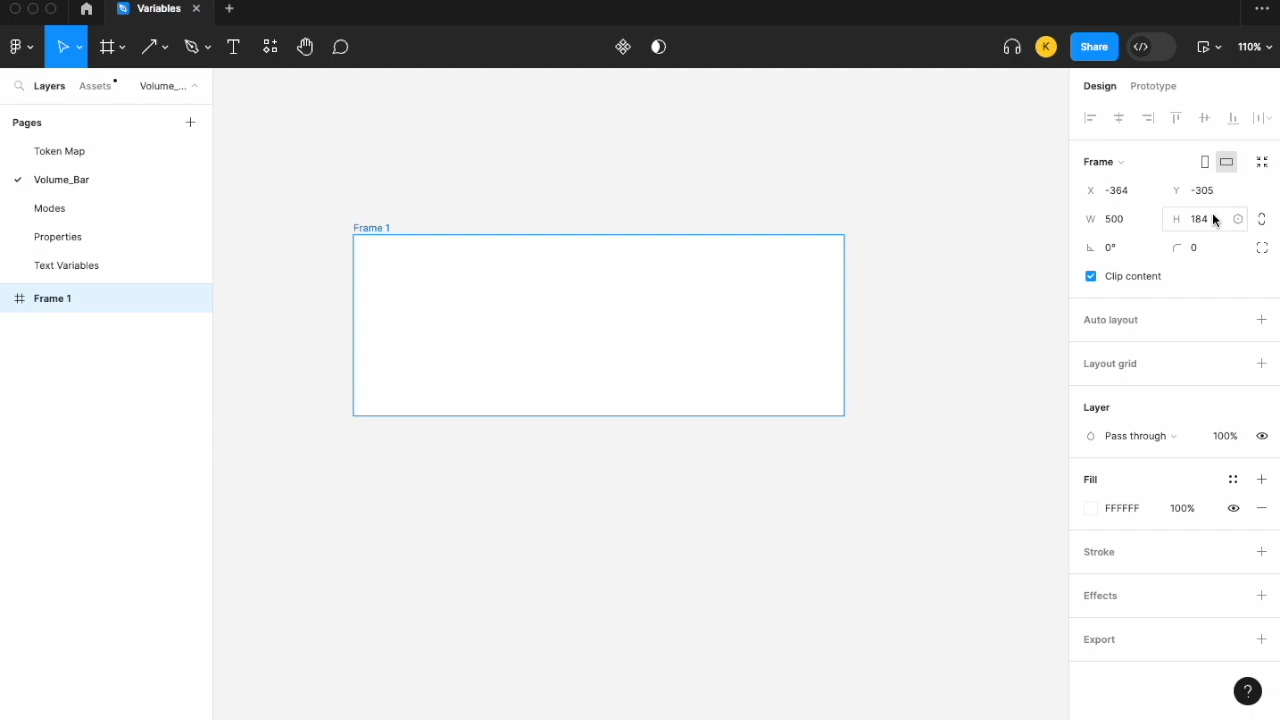 Variables
T
K
Share
110%
Layers
Assets
Volume_...
Design
Prototype
Pages
Token Map
Volume_Bar
Modes
Properties
Text Variables
Frame 1
Frame 1
Frame
X -364
Y -305
W 500
H 184
0°
0
Clip content
Auto layout
Layout grid
Layer
Pass through
100%
Fill
FFFFFF
100%
Stroke
Effects
Export
?